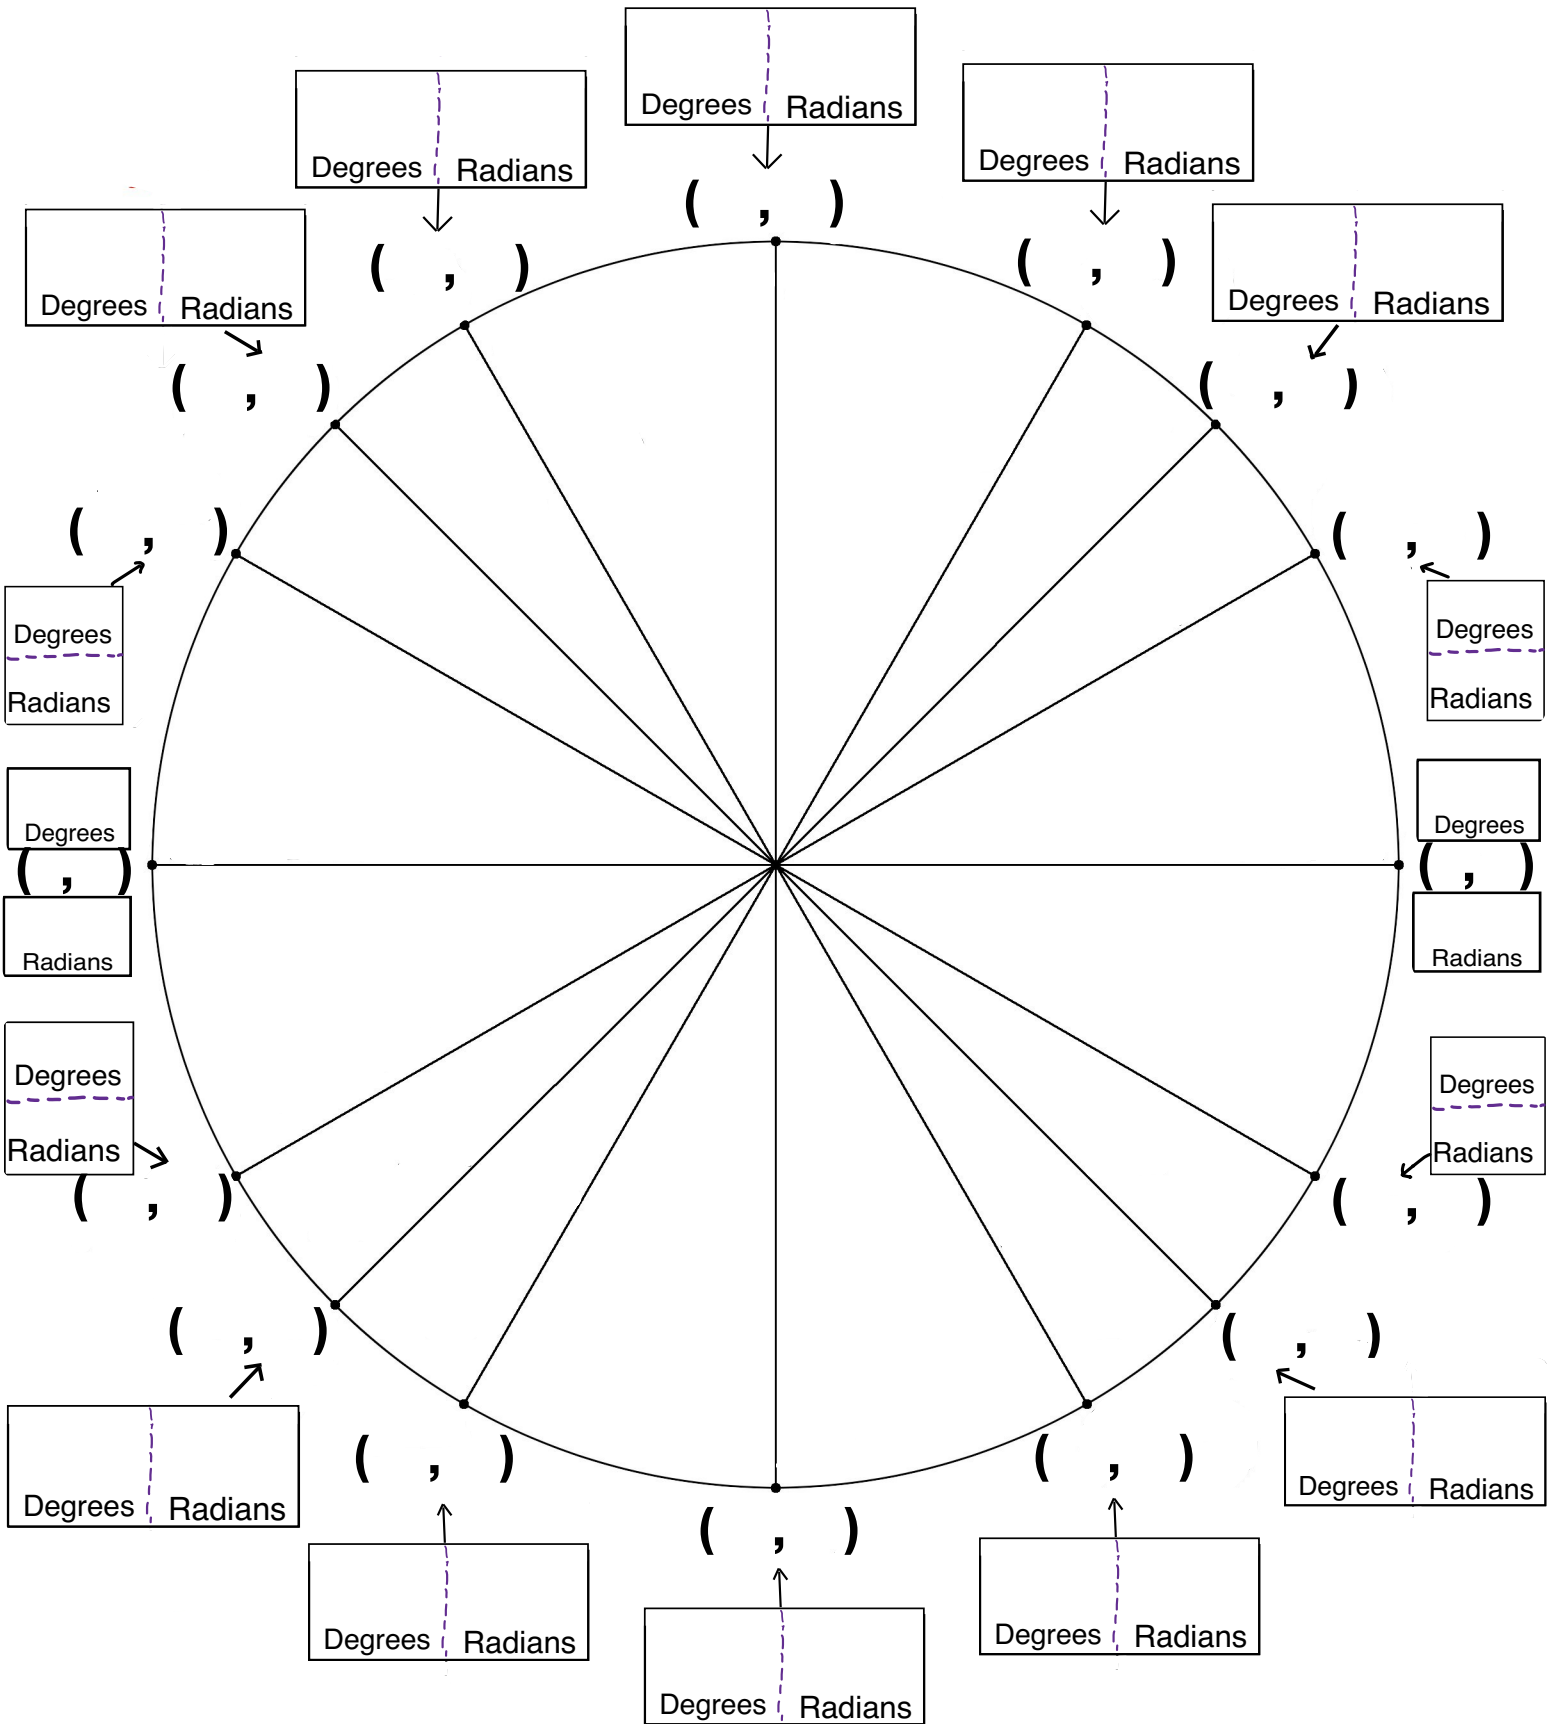 Degrees Radians
Degrees Radians
Degrees Radians
( , )
Degrees Radians
Degrees Radians
( , )
( , )
( , )
( , )
( , )
( , )
Degrees
Radians
Degrees
Radians
Degrees
( , )
Radians
Degrees
( , )
Radians
Degrees
Radians
( , )
Degrees
Radians
( , )
( , )
( , )
Degrees Radians
Degrees Radians
( , )
( , )
( , )
Degrees Radians
Degrees Radians
Degrees Radians